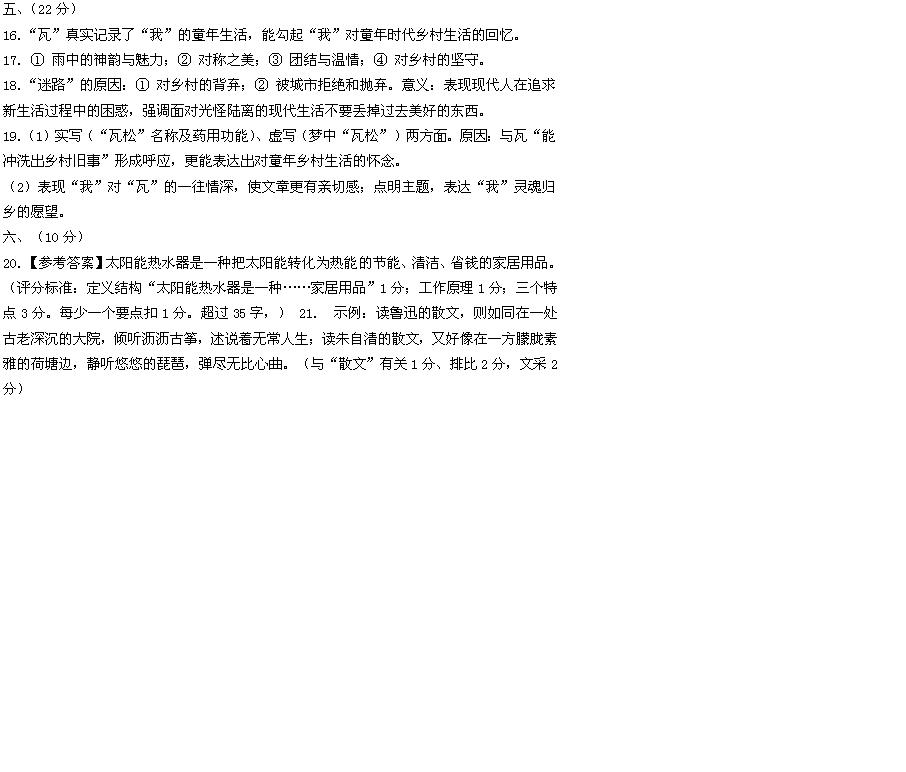 五、（22 分）
16.“瓦”真实记录了“我”的童年生活，能勾起“我”对童年时代乡村生活的回忆。
17. ① 雨中的神韵与魅力；② 对称之美；③ 团结与温情；④ 对乡村的坚守。
18.“迷路”的原因：① 对乡村的背弃；② 被城市拒绝和抛弃。意义：表现现代人在追求
新生活过程中的困惑，强调面对光怪陆离的现代生活不要丢掉过去美好的东西。
19.（1）实写（“瓦松”名称及药用功能）、虚写（梦中“瓦松”）两方面。原因：与瓦“能
冲洗出乡村旧事”形成呼应，更能表达出对童年乡村生活的怀念。
（2）表现“我”对“瓦”的一往情深，使文章更有亲切感；点明主题，表达“我”灵魂归
乡的愿望。
六、（10 分）
20.【参考答案】太阳能热水器是一种把太阳能转化为热能的节能、清洁、省钱的家居用品。
（评分标准：定义结构“太阳能热水器是一种……家居用品”1 分；工作原理 1 分；三个特
点 3 分。每少一个要点扣 1 分。超过 35 字，） 21. 示例：读鲁迅的散文，则如同在一处
古老深沉的大院，倾听沥沥古筝，述说着无常人生；读朱自清的散文，又好像在一方朦胧素
雅的荷塘边，静听悠悠的琵琶，弹尽无比心曲。（与“散文”有关 1 分、排比 2 分，文采 2
分）